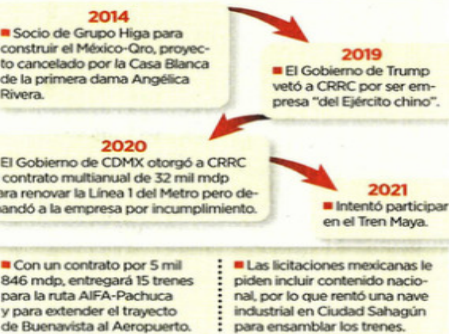 2014
Socio de Grupo Higa para
construir el México-Qro, proyec-
to cancelado por la Casa Blanca
de la primera dama Angélica
Rivera.
2019
El Gobierno de Trump
vetó a CRRC por ser em-
presa "del Ejército chino".
2020
El Gobierno de CDMX otorgó a CRRC
contrato multianual de 32 mil mdp
para renovar la Línea 1 del Metro pero de-
mandó a la empresa por incumplimiento.
2021
Intentó participar
en el Tren Maya.
Con un contrato por 5 mil
846 mdp, entregará 15 trenes
para la ruta AIFA-Pachuca
y para extender el trayecto
de Buenavista al Aeropuerto.
Las licitaciones mexicanas le
piden incluir contenido nacio-
nal, por lo que rentó una nave
industrial en Ciudad Sahagún
para ensamblar los trenes.